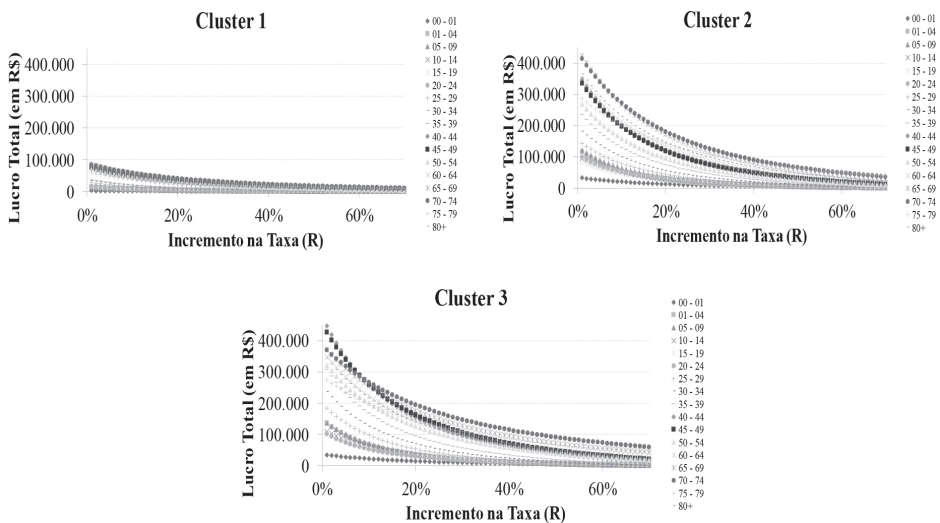 Cluster 1
Lucro Total (em R$)
400.000
300.000
200.000
100.000
0
0%
20%
40%
60%
Incremento na Taxa (R)
00 - 01
01 - 04
05 - 09
10 - 14
15 - 19
20 - 24
25 - 29
30 - 34
35 - 39
40 - 44
45 - 49
50 - 54
60 - 64
65 - 69
70 - 74
75 - 79
80+
Cluster 2
Lucro Total (em R$)
400.000
300.000
200.000
100.000
0
0%
20%
40%
60%
Incremento na Taxa (R)
00 - 01
01 - 04
05 - 09
10 - 14
15 - 19
20 - 24
25 - 29
30 - 34
35 - 39
40 - 44
45 - 49
50 - 54
60 - 64
65 - 69
70 - 74
75 - 79
80+
Cluster 3
Lucro Total (em R$)
400.000
300.000
200.000
100.000
0
0%
20%
40%
60%
Incremento na Taxa (R)
00 - 01
01 - 04
05 - 09
10 - 14
15 - 19
20 - 24
25 - 29
30 - 34
35 - 39
40 - 44
45 - 49
50 - 54
60 - 64
65 - 69
70 - 74
75 - 79
80+